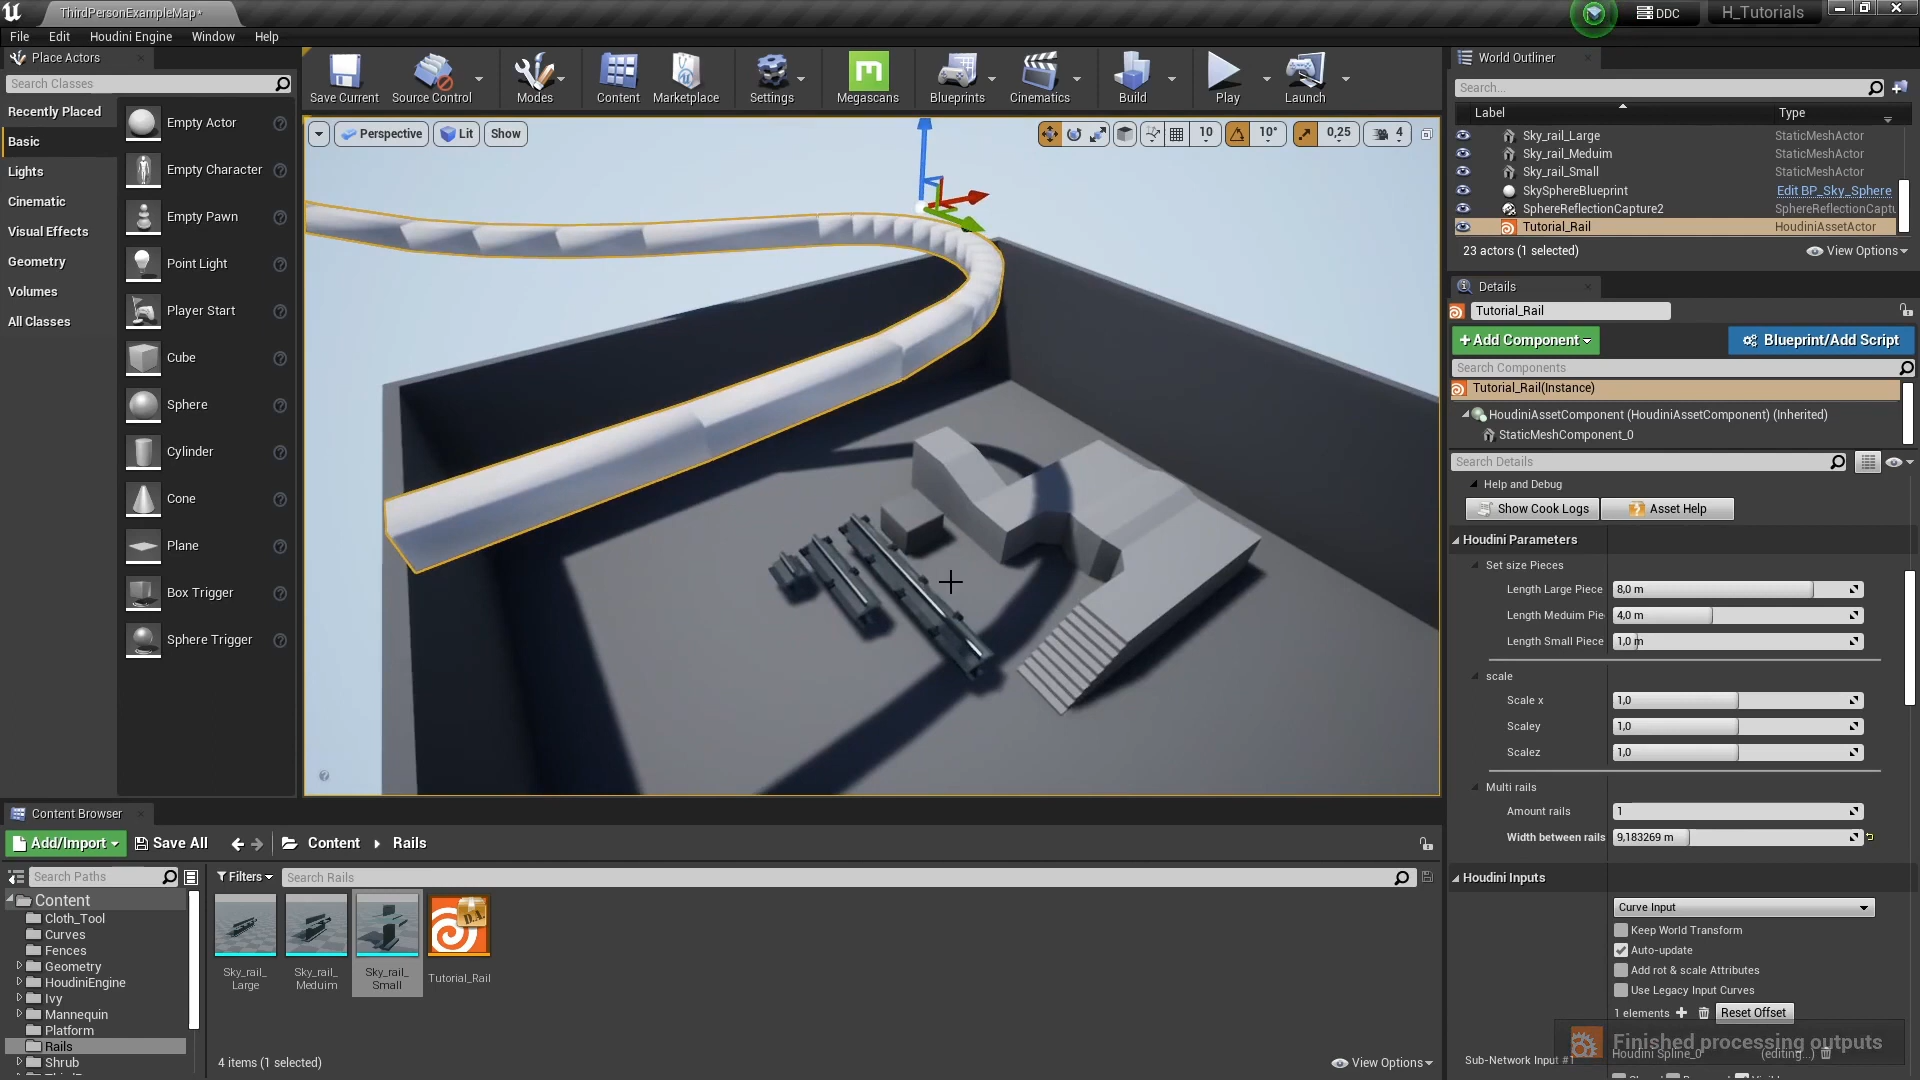 ThirdPersonExampleMap*
DDC
H_Tutorials
File Edit Houdini Engine Window Help
Place Actors
Search Classes
Recently Placed
Basic
Lights
Cinematic
Visual Effects
Geometry
Volumes
All Classes
Empty Actor
Empty Character
Empty Pawn
Point Light
Player Start
Cube
Sphere
Cylinder
Cone
Plane
Box Trigger
Sphere Trigger
Save Current
Source Control
Modes
Content
Marketplace
Settings
Megascans
Blueprints
Cinematics
Build
Play
Launch
Perspective
Lit
Show
10
10°
0,25
4
World Outliner
Search...
Label Type
Sky_rail_Large StaticMeshActor
Sky_rail_Meduim StaticMeshActor
Sky_rail_Small StaticMeshActor
SkySphereBlueprint Edit BP_Sky_Sphere
SphereReflectionCapture2 SphereReflectionCaptu
Tutorial_Rail HoudiniAssetActor
23 actors (1 selected)
View Options
Details
Tutorial_Rail
+Add Component
Blueprint/Add Script
Search Components
Tutorial_Rail(Instance)
HoudiniAssetComponent (HoudiniAssetComponent) (Inherited)
StaticMeshComponent_0
Search Details
Help and Debug
Show Cook Logs
Asset Help
Houdini Parameters
Set size Pieces
Length Large Piece 8,0 m
Length Meduim Pie 4,0 m
Length Small Piece 1,0 m
scale
Scale x 1,0
Scaley 1,0
Scalez 1,0
Multi rails
Amount rails 1
Width between rails 9,183269 m
Houdini Inputs
Curve Input
Keep World Transform
Auto-update
Add rot & scale Attributes
Use Legacy Input Curves
1 elements
Reset Offset
Finished processing outputs
Sub-Network Input #1
Houdini Spline_0 (editing...)
Content Browser
Add/Import
Save All
Content
Rails
Search Paths
Filters
Search Rails
Content
Cloth_Tool
Curves
Fences
Geometry
HoudiniEngine
Ivy
Mannequin
Platform
Rails
Shrub
Sky_rail_
Large
Sky_rail_
Meduim
Sky_rail_
Small
Tutorial_Rail
4 items (1 selected)
View Options